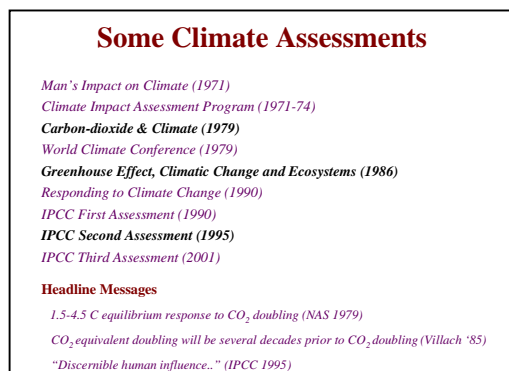 Some Climate Assessments
Man's Impact on Climate (1971)
Climate Impact Assessment Program (1971-74)
Carbon-dioxide & Climate (1979)
World Climate Conference (1979)
Greenhouse Effect, Climatic Change and Ecosystems (1986)
Responding to Climate Change (1990)
IPCC First Assessment (1990)
IPCC Second Assessment (1995)
IPCC Third Assessment (2001)
Headline Messages
1.5-4.5 C equilibrium response to CO2 doubling (NAS 1979)
CO2 equivalent doubling will be several decades prior to CO2 doubling (Villach '85)
"Discernible human influence.." (IPCC 1995)